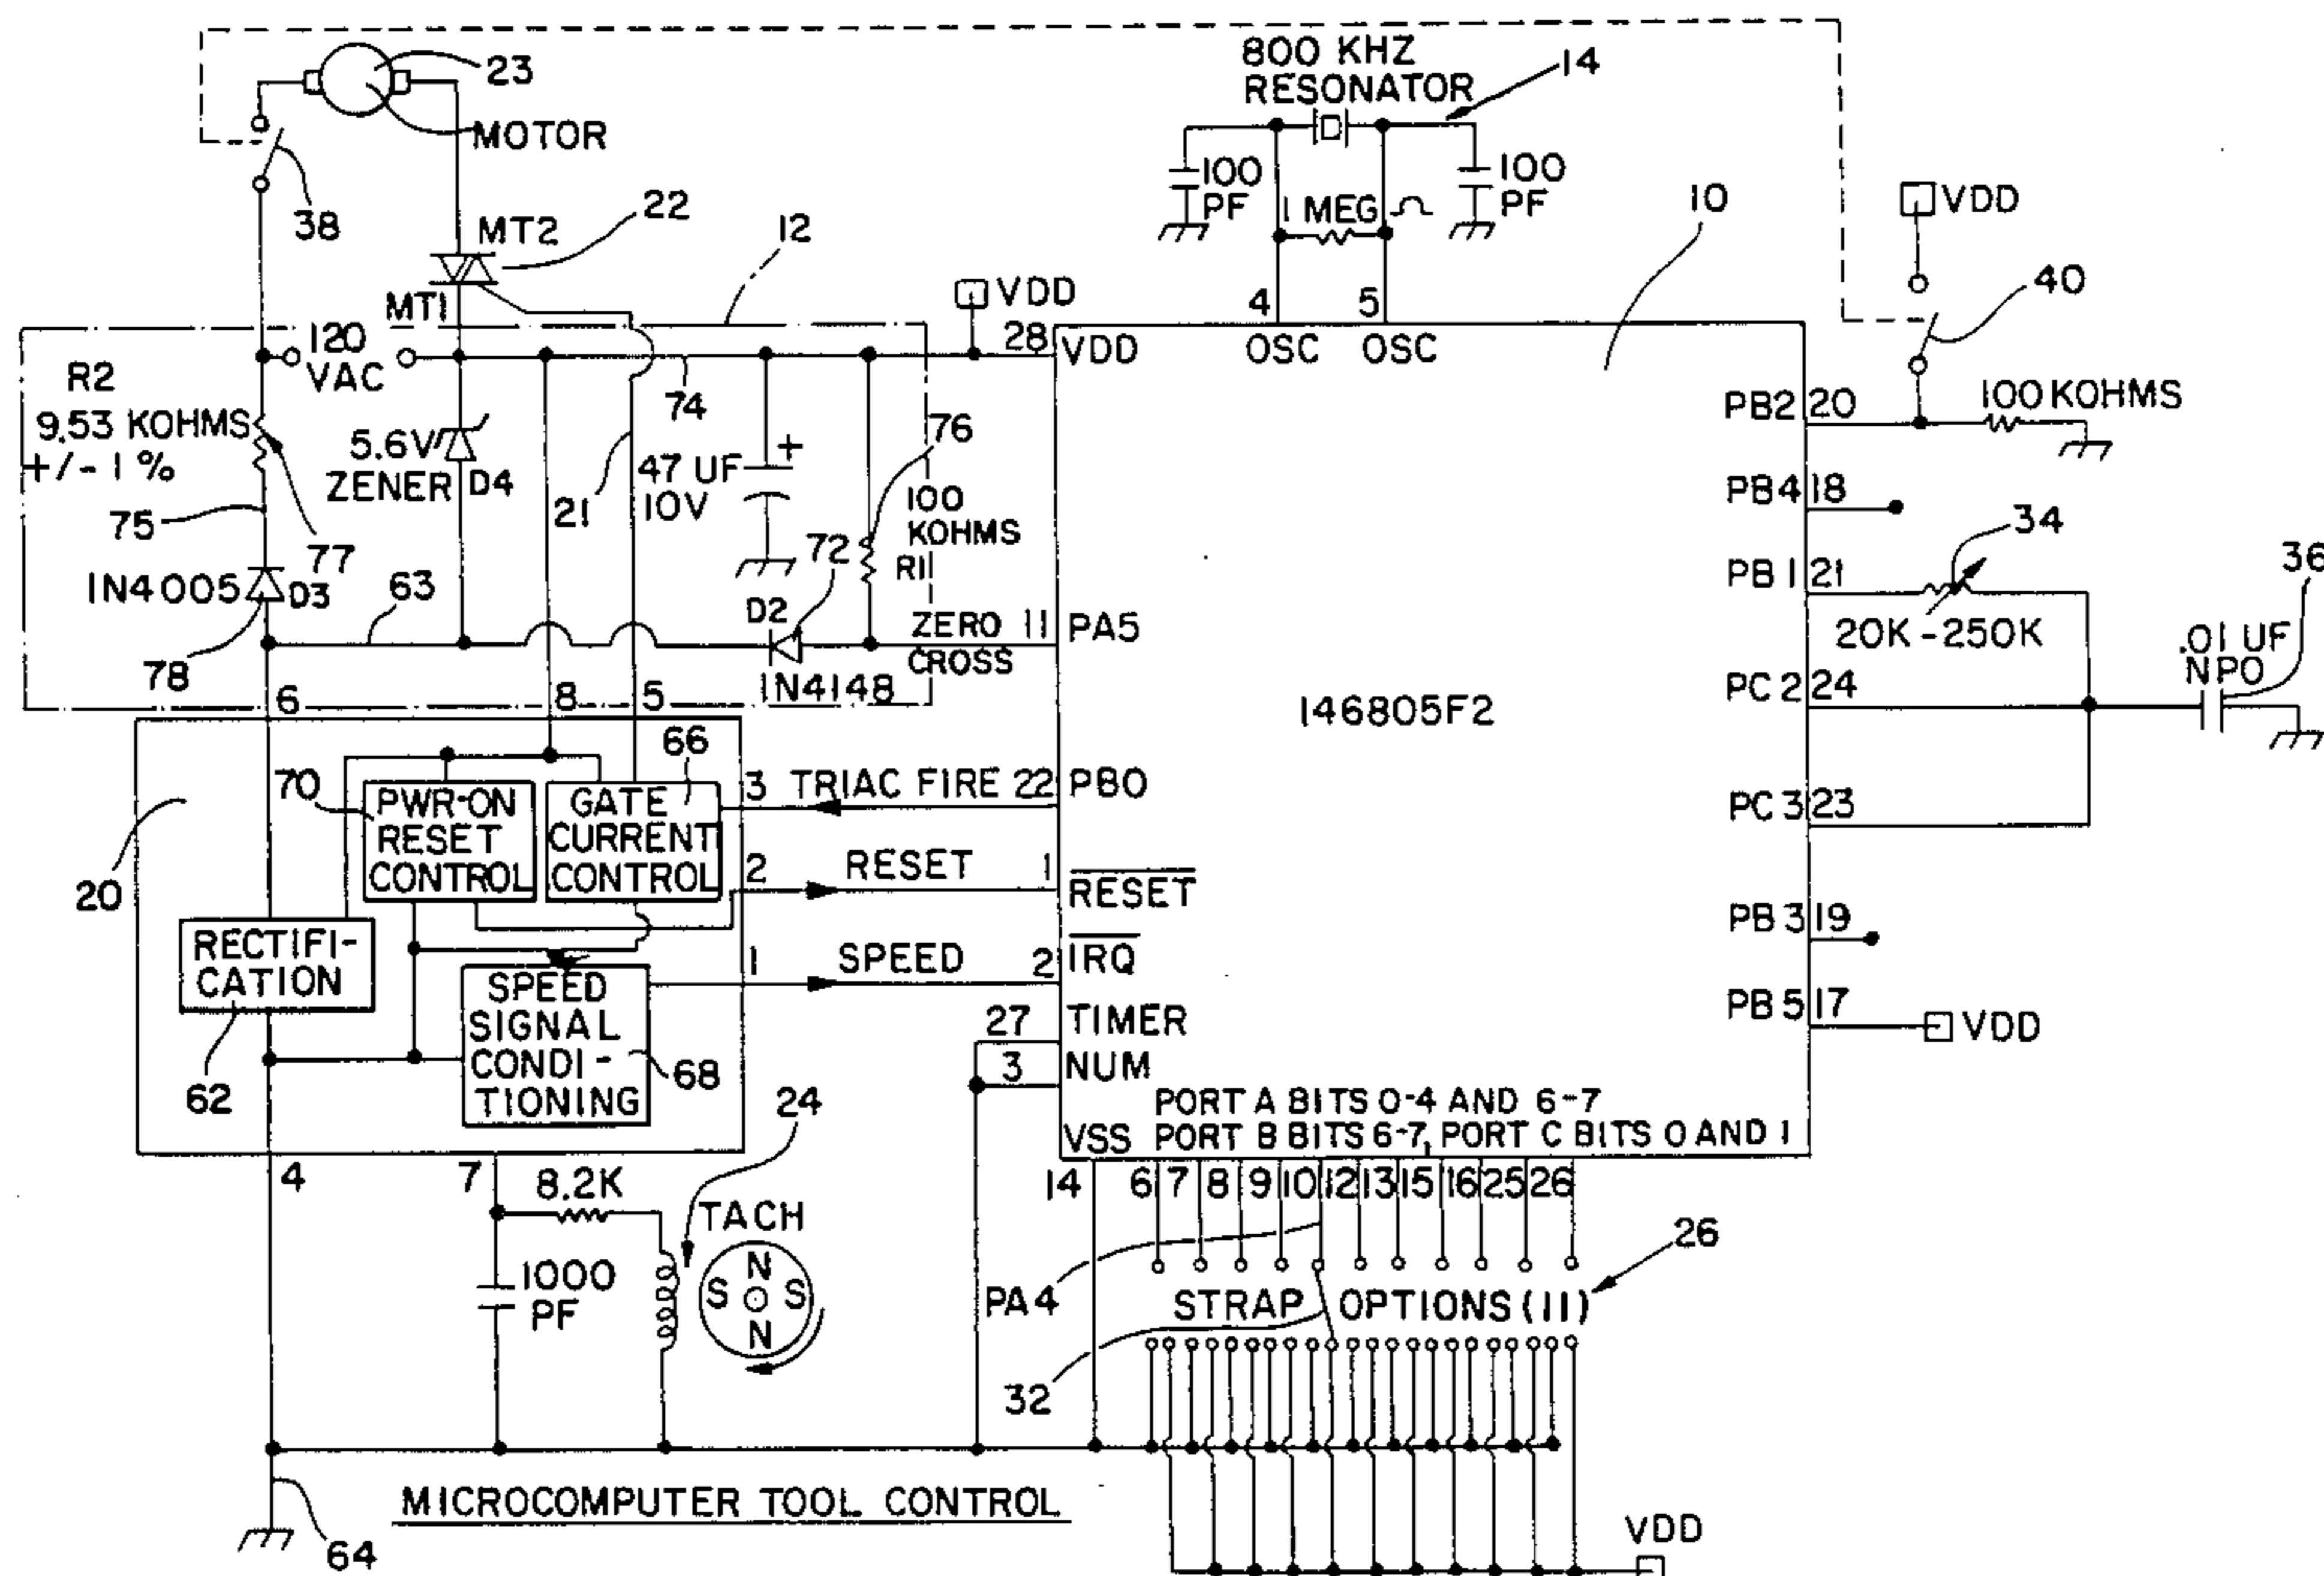 23
MOTOR
38
MT2
22
12
MT1
120
VAC
R2
9.53 KOHMS
+/- 1 %
75
77
1N4005
D3
78
63
5.6V
ZENER D4
21
74
47 UF
10V
+
76
100
KOHMS
R1
72
D2
1N4148
ZERO
CROSS
11
PA5
VDD
28
VDD
800 KHZ
RESONATOR
14
100
PF
1 MEG
100
PF
4
5
OSC
OSC
10
146805F2
VDD
40
PB2
20
100 KOHMS
PB4
18
PB1
21
34
20K-250K
36
.01 UF
NPO
PC2
24
PC3
23
PB3
19
PB5
17
VDD
6
8
5
66
70
PWR-ON
RESET
CONTROL
GATE
CURRENT
CONTROL
20
RECTIFI-
CATION
62
SPEED
SIGNAL
CONDI-
TIONING
68
3
TRIAC FIRE
22
PB0
2
RESET
1
RESET
1
SPEED
2
IRQ
27
TIMER
3
NUM
VSS
PORT A BITS 0-4 AND 6-7
PORT B BITS 6-7, PORT C BITS 0 AND 1
4
7
8.2K
24
TACH
1000
PF
N
S
S
N
14
6
7
8
9
10
12
13
15
16
25
26
PA4
STRAP OPTIONS (11)
26
32
MICROCOMPUTER TOOL CONTROL
64
VDD